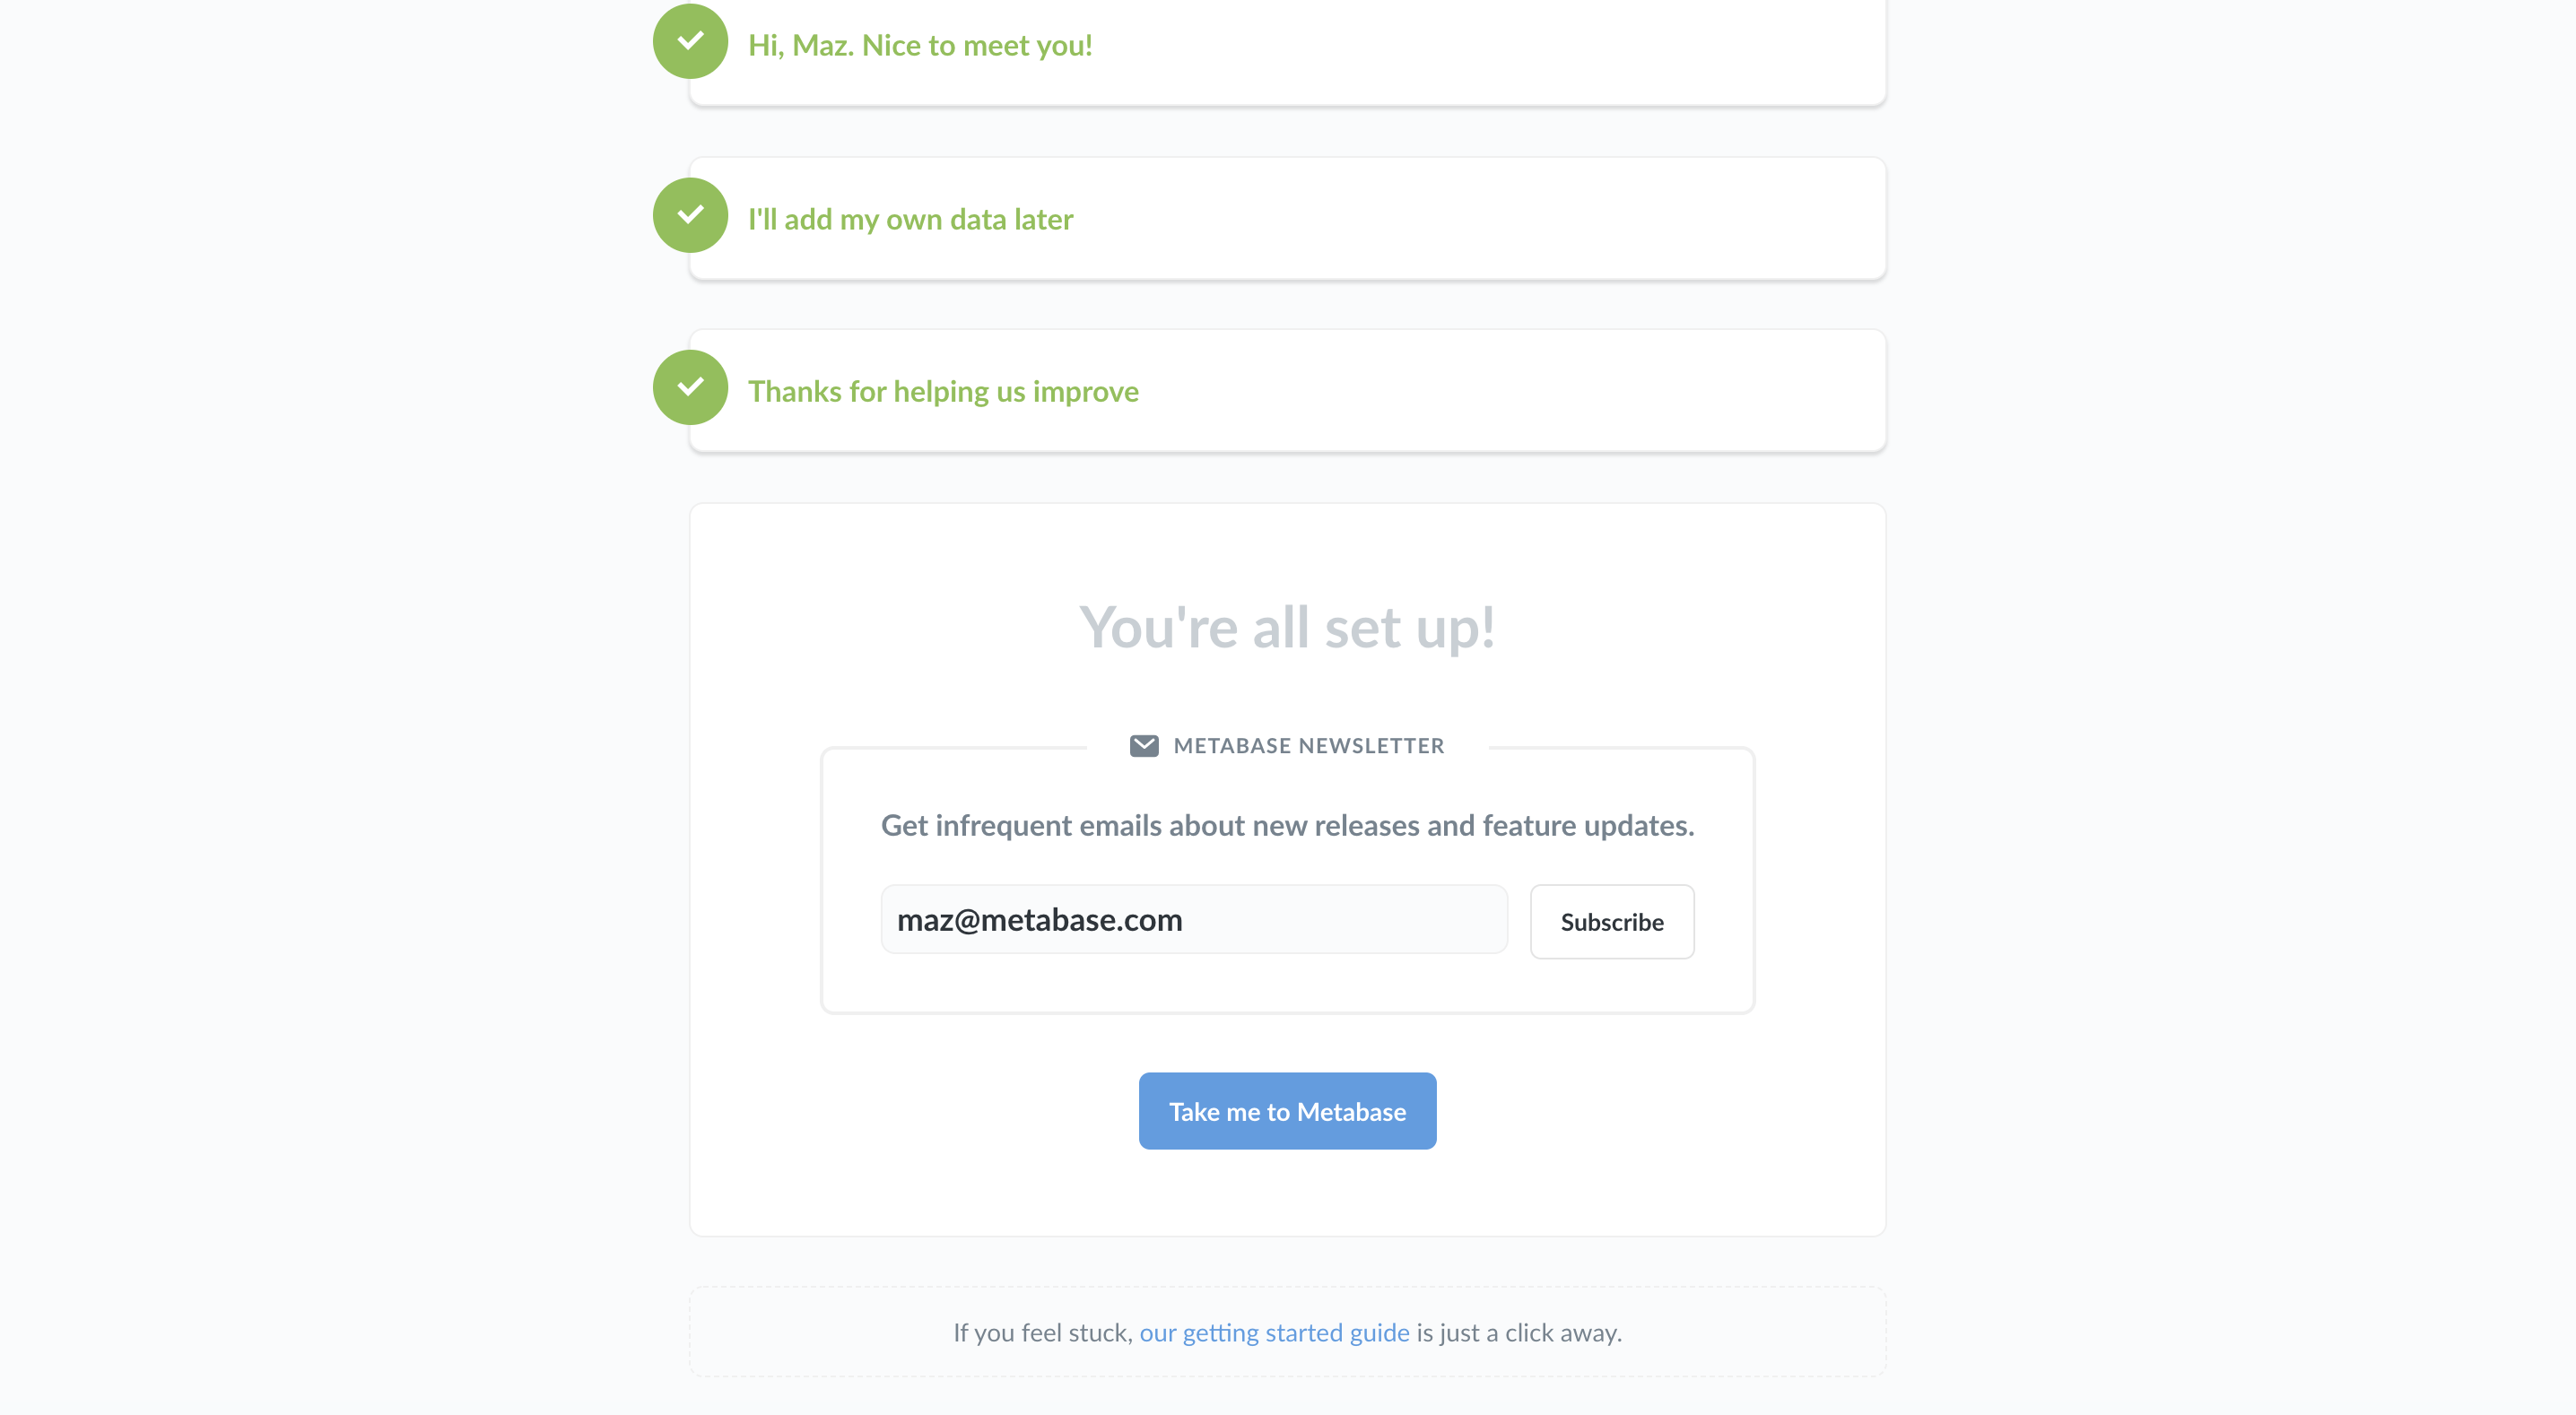 Hi, Maz. Nice to meet you!
I'll add my own data later
Thanks for helping us improve
You're all set up!
METABASE NEWSLETTER
Get infrequent emails about new releases and feature updates.
maz@metabase.com
Subscribe
Take me to Metabase
If you feel stuck, our getting started guide is just a click away.